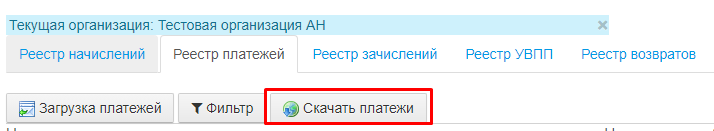 Текущая организация: Тестовая организация АН
Реестр начислений Реестр платежей Реестр зачислений Реестр УВПП Реестр возвратов
Загрузка платежей Фильтр Скачать платежи